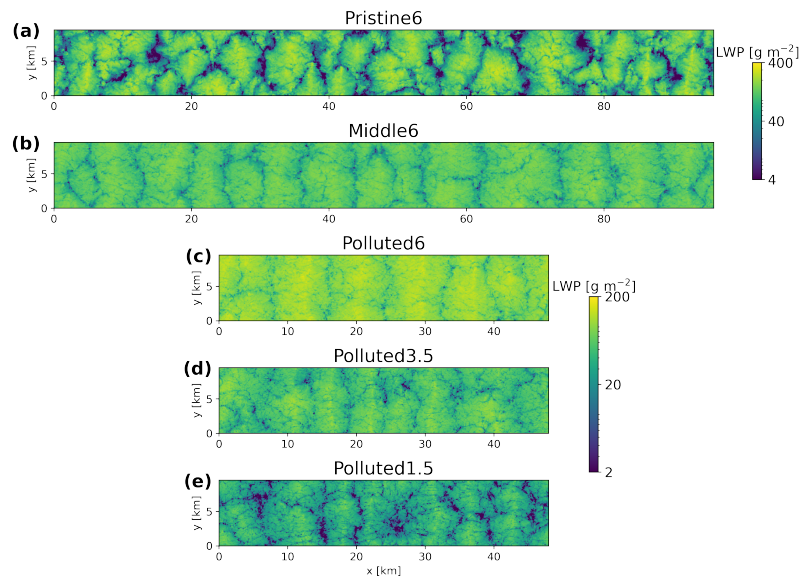 Pristine6
(a)
y [km]
5
0
0 20 40 60 80
LWP [g m⁻²]
400
40
4
Middle6
(b)
y [km]
5
0
0 20 40 60 80
Polluted6
(c)
y [km]
5
0
0 10 20 30 40
LWP [g m⁻²]
200
20
2
Polluted3.5
(d)
y [km]
5
0
0 10 20 30 40
Polluted1.5
(e)
y [km]
5
0
0 10 20 30 40
x [km]